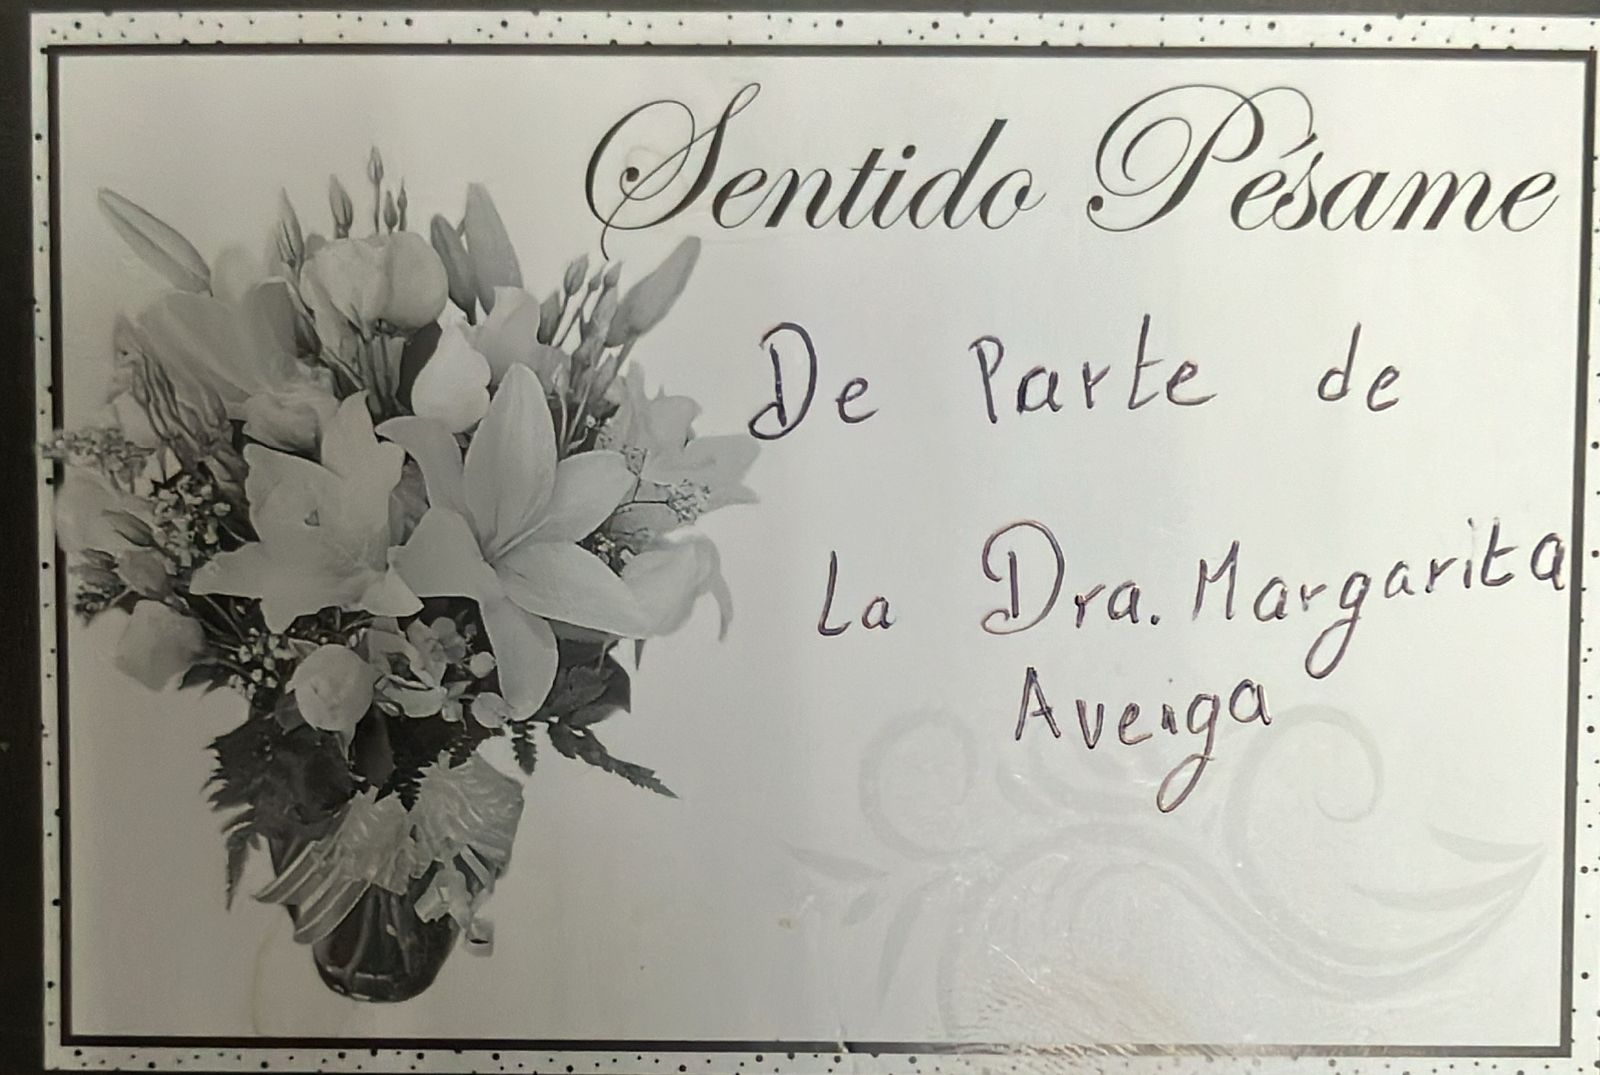 Sentido Pésame
De Parte de
La Dra. Margarita
Aveiga